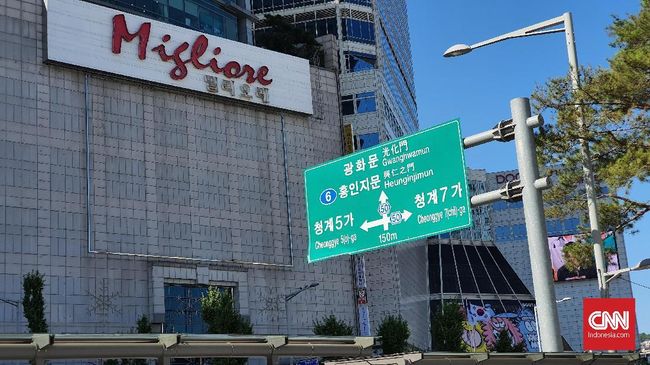 Migliore
밀리오레
광화문 光化門
Gwanghwamun
6 흥인지문 興仁之門
Heunginjimun
청계5가
Cheonggye 5(o)-ga
청계7가
Cheonggye 7(chil)-ga
50
50
150m
CNN
Indonesia.com